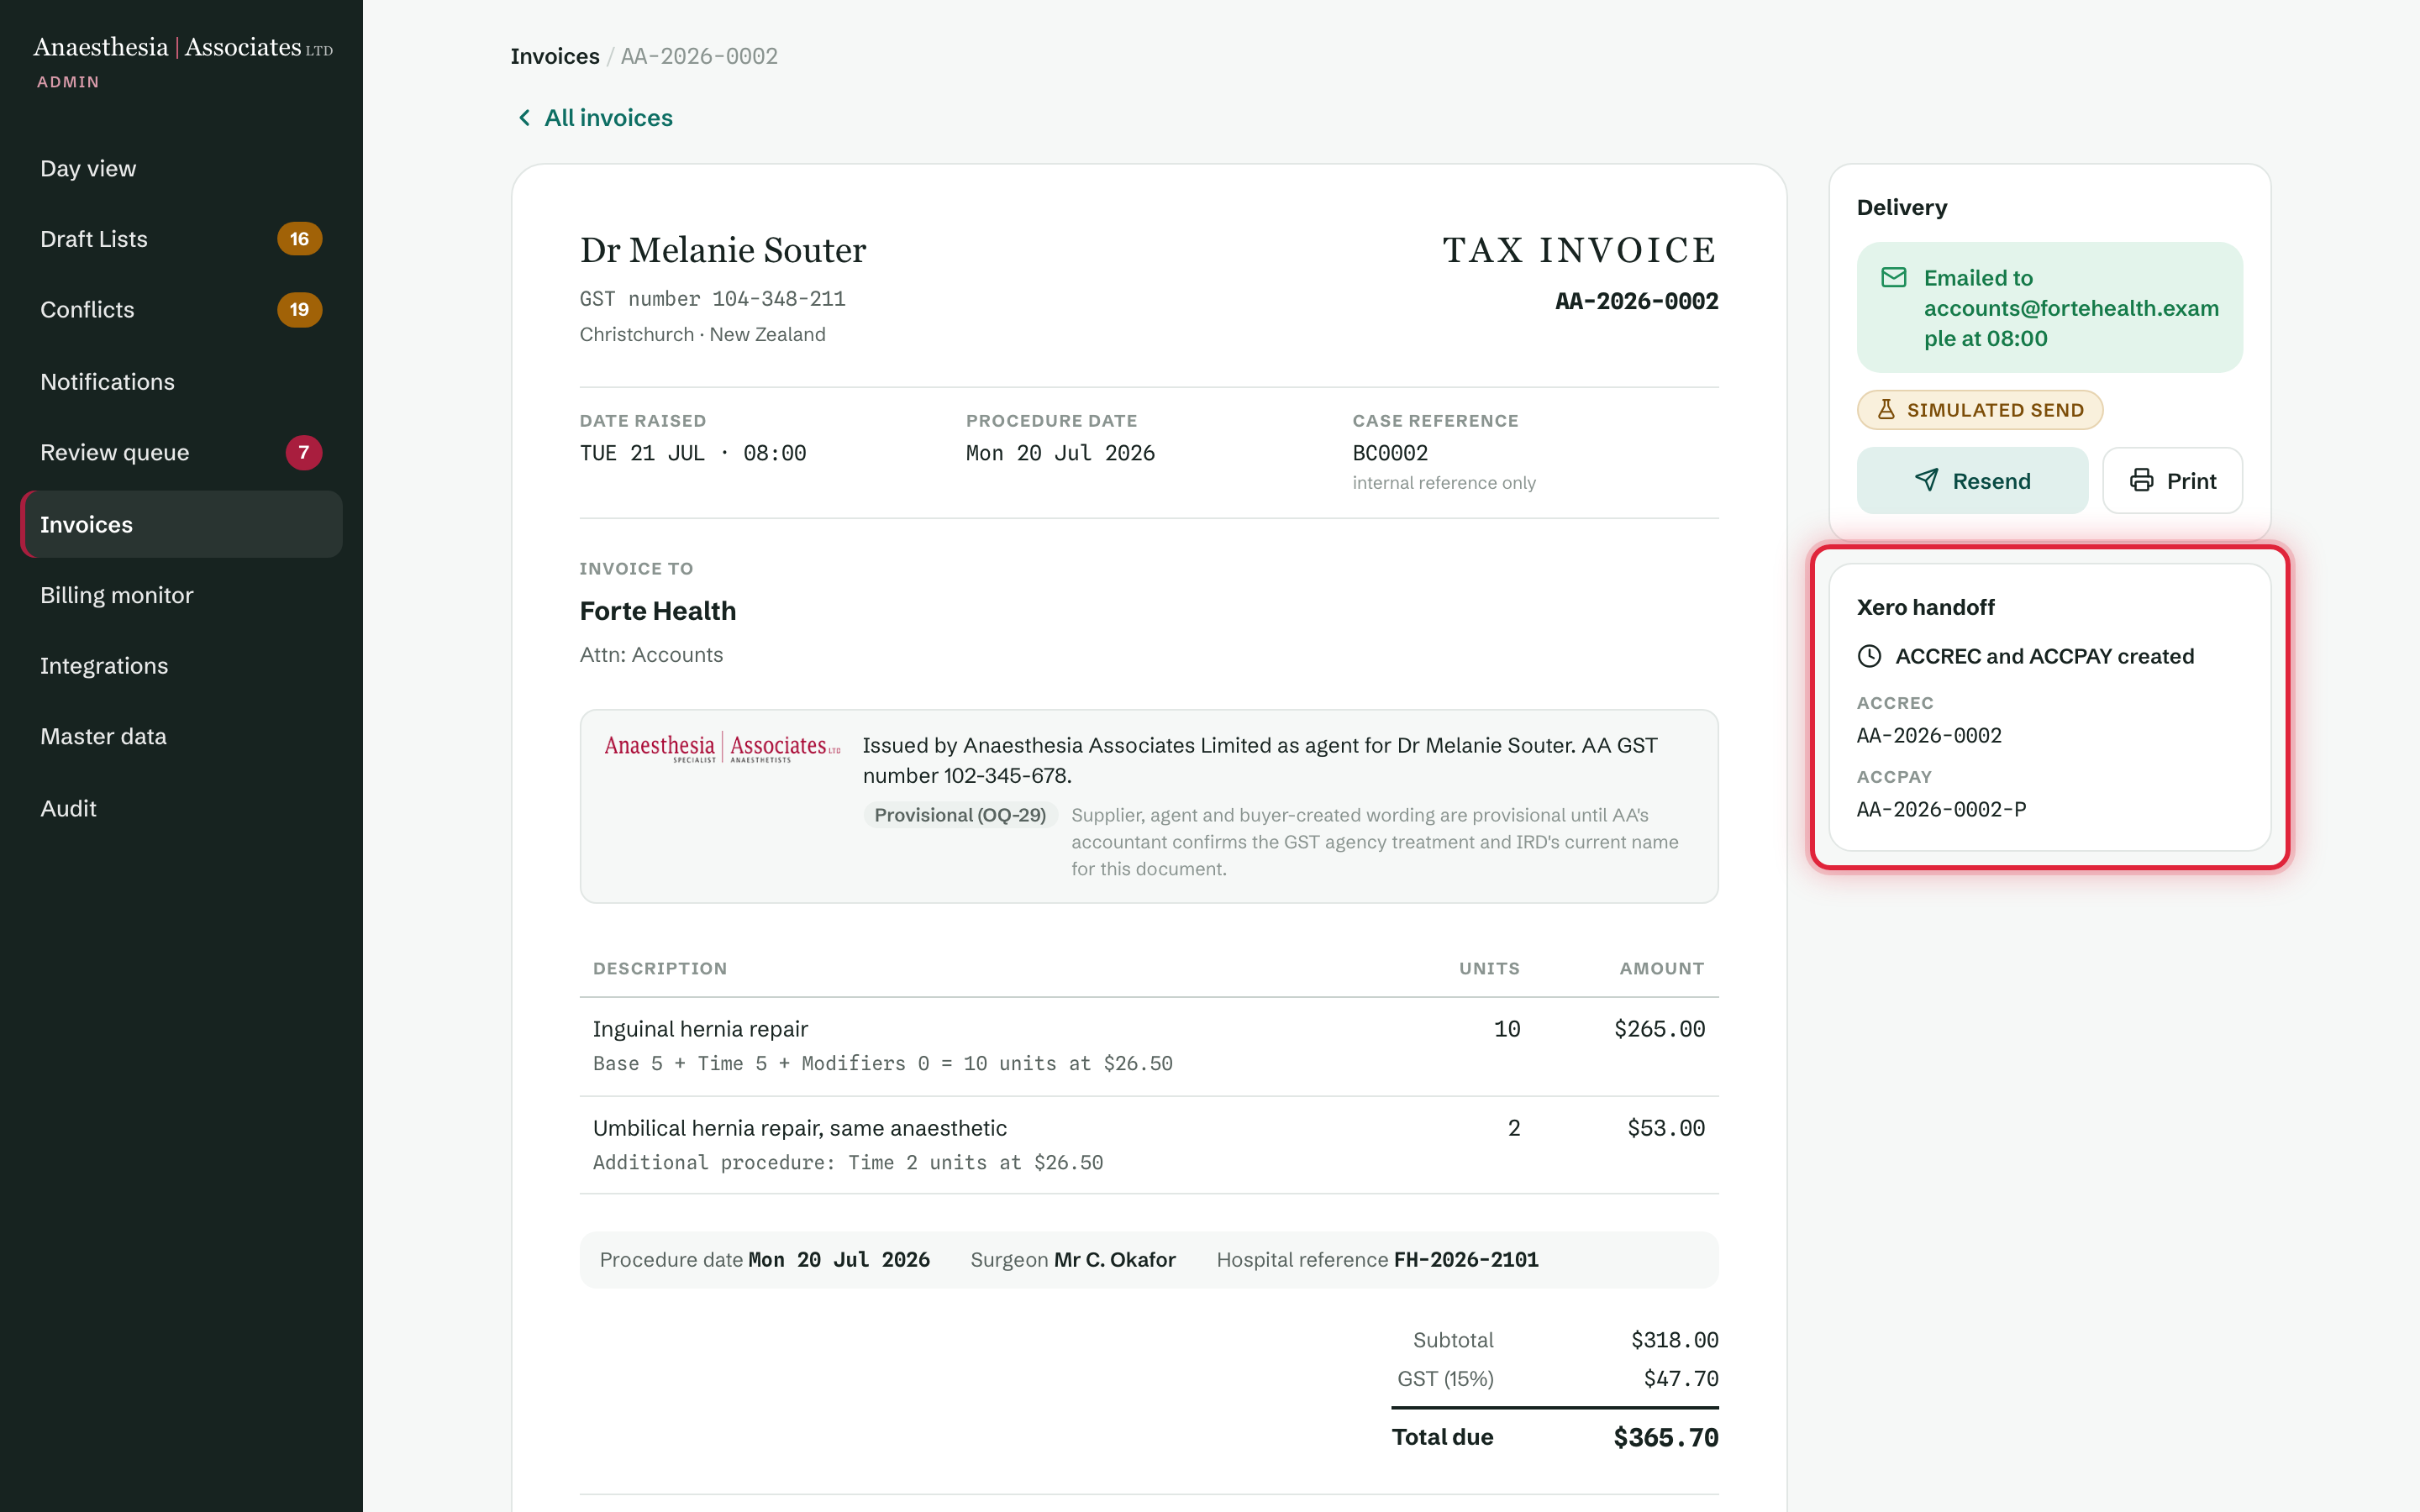 Anaesthesia | Associates LTD
ADMIN
Day view
Draft Lists 16
Conflicts 19
Notifications
Review queue 7
Invoices
Billing monitor
Integrations
Master data
Audit
Invoices / AA-2026-0002
All invoices
Dr Melanie Souter
GST number 104-348-211
Christchurch · New Zealand
TAX INVOICE
AA-2026-0002
DATE RAISED
TUE 21 JUL · 08:00
PROCEDURE DATE
Mon 20 Jul 2026
CASE REFERENCE
BC0002
internal reference only
INVOICE TO
Forte Health
Attn: Accounts
Anaesthesia | Associates LTD
SPECIALIST ANAESTHETISTS
Issued by Anaesthesia Associates Limited as agent for Dr Melanie Souter. AA GST
number 102-345-678.
Provisional (OQ-29)
Supplier, agent and buyer-created wording are provisional until AA's
accountant confirms the GST agency treatment and IRD's current name
for this document.
DESCRIPTION UNITS AMOUNT
Inguinal hernia repair 10 $265.00
Base 5 + Time 5 + Modifiers 0 = 10 units at $26.50
Umbilical hernia repair, same anaesthetic 2 $53.00
Additional procedure: Time 2 units at $26.50
Procedure date Mon 20 Jul 2026 Surgeon Mr C. Okafor Hospital reference FH-2026-2101
Subtotal $318.00
GST (15%) $47.70
Total due $365.70
Delivery
Emailed to
accounts@fortehealth.exam
ple at 08:00
SIMULATED SEND
Resend
Print
Xero handoff
ACCREC and ACCPAY created
ACCREC
AA-2026-0002
ACCPAY
AA-2026-0002-P